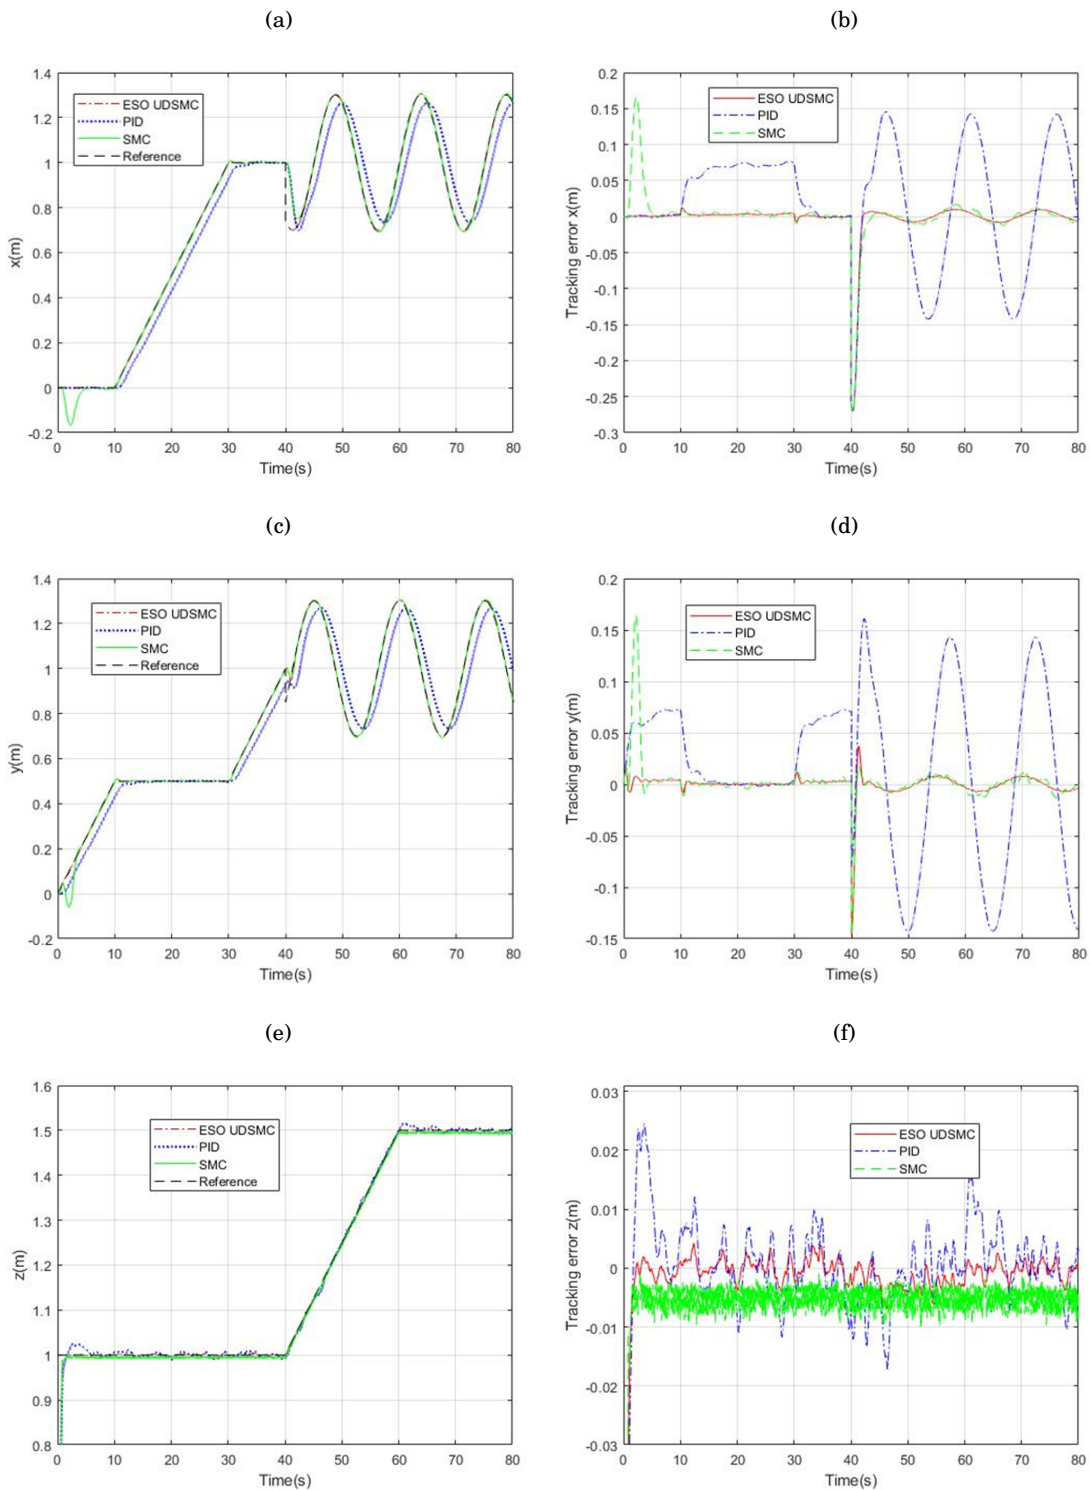 (a)
1.4
1.2
1
0.8
0.6
0.4
0.2
0
-0.2
x(m)
ESO UDSMC
PID
SMC
Reference
0 10 20 30 40 50 60 70 80
Time(s)
(b)
0.2
0.15
0.1
0.05
0
-0.05
-0.1
-0.15
-0.2
-0.25
-0.3
Tracking error x(m)
ESO UDSMC
PID
SMC
0 10 20 30 40 50 60 70 80
Time(s)
(c)
1.4
1.2
1
0.8
0.6
0.4
0.2
0
-0.2
y(m)
ESO UDSMC
PID
SMC
Reference
0 10 20 30 40 50 60 70 80
Time(s)
(d)
0.2
0.15
0.1
0.05
0
-0.05
-0.1
-0.15
Tracking error y(m)
ESO UDSMC
PID
SMC
0 10 20 30 40 50 60 70 80
Time(s)
(e)
1.6
1.5
1.4
1.3
1.2
1.1
1
0.9
0.8
z(m)
ESO UDSMC
PID
SMC
Reference
0 10 20 30 40 50 60 70 80
Time(s)
(f)
0.03
0.02
0.01
0
-0.01
-0.02
-0.03
Tracking error z(m)
ESO UDSMC
PID
SMC
0 10 20 30 40 50 60 70 80
Time(s)